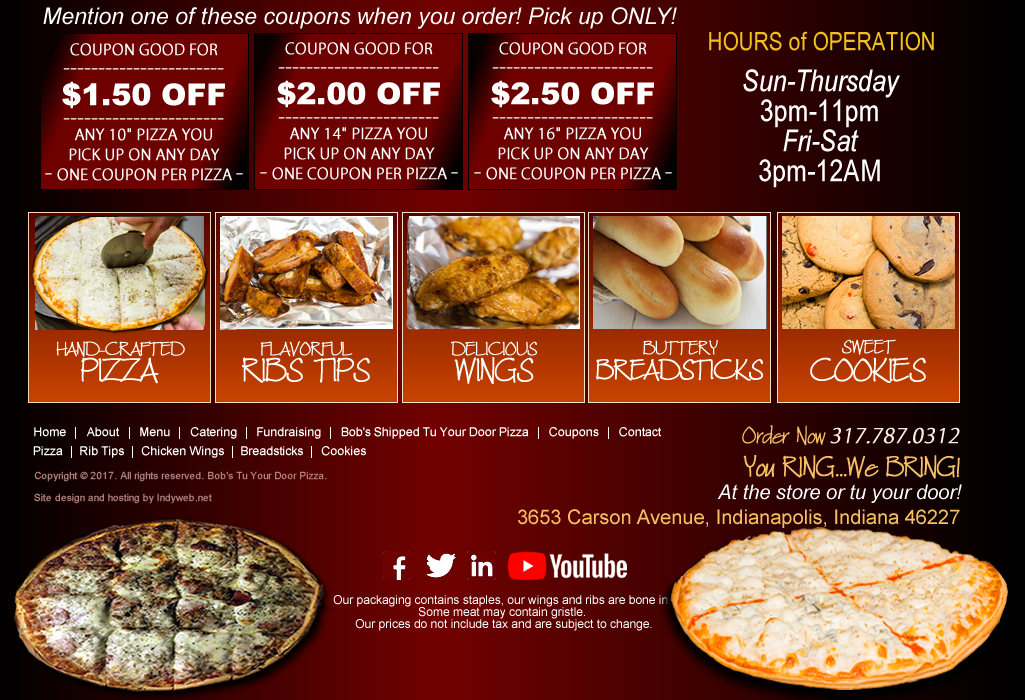 Mention one of these coupons when you order! Pick up ONLY!
COUPON GOOD FOR
$1.50 OFF
ANY 10" PIZZA YOU
PICK UP ON ANY DAY
– ONE COUPON PER PIZZA –
COUPON GOOD FOR
$2.00 OFF
ANY 14" PIZZA YOU
PICK UP ON ANY DAY
– ONE COUPON PER PIZZA –
COUPON GOOD FOR
$2.50 OFF
ANY 16" PIZZA YOU
PICK UP ON ANY DAY
– ONE COUPON PER PIZZA –
HOURS of OPERATION
Sun-Thursday
3pm-11pm
Fri-Sat
3pm-12AM
HAND-CRAFTED
PIZZA
FLAVORFUL
RIBS TIPS
DELICIOUS
WINGS
BUTTERY
BREADSTICKS
SWEET
COOKIES
Home | About | Menu | Catering | Fundraising | Bob's Shipped Tu Your Door Pizza | Coupons | Contact
Pizza | Rib Tips | Chicken Wings | Breadsticks | Cookies
Copyright © 2017. All rights reserved. Bob's Tu Your Door Pizza.
Site design and hosting by Indyweb.net
Order Now 317.787.0312
You RING...We BRING!
At the store or tu your door!
3653 Carson Avenue, Indianapolis, Indiana 46227
f in YouTube
Our packaging contains staples, our wings and ribs are bone in
Some meat may contain gristle.
Our prices do not include tax and are subject to change.